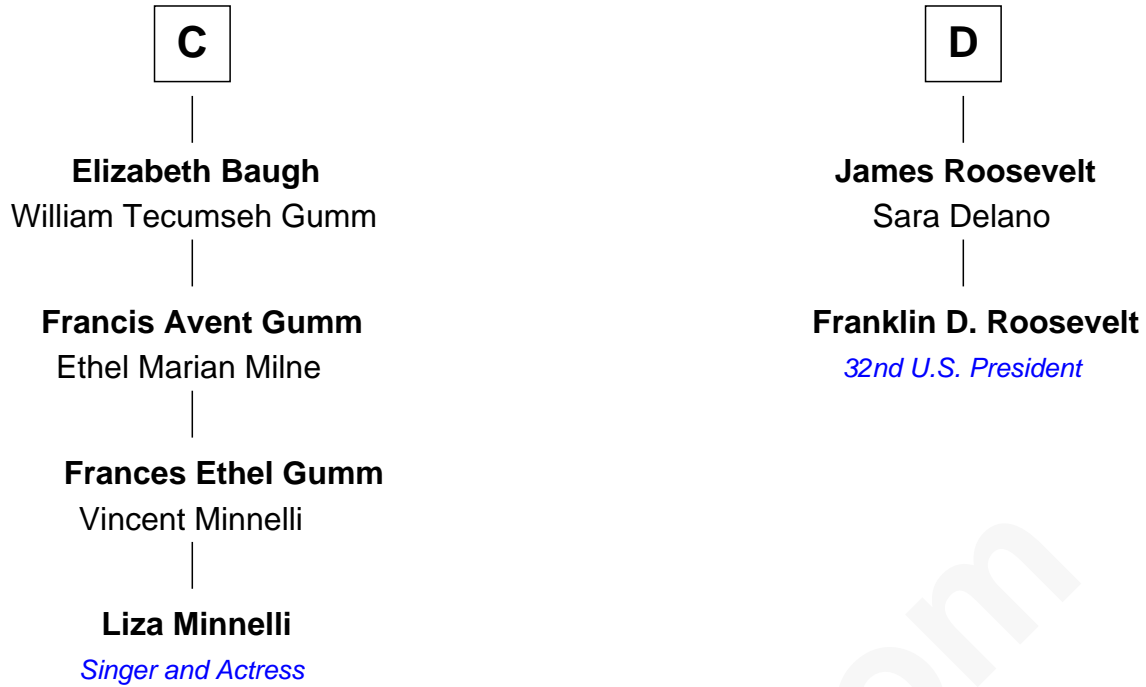 C
Elizabeth Baugh
William Tecumseh Gumm
Francis Avent Gumm
Ethel Marian Milne
Frances Ethel Gumm
Vincent Minnelli
Liza Minnelli
Singer and Actress
D
James Roosevelt
Sara Delano
Franklin D. Roosevelt
32nd U.S. President
om